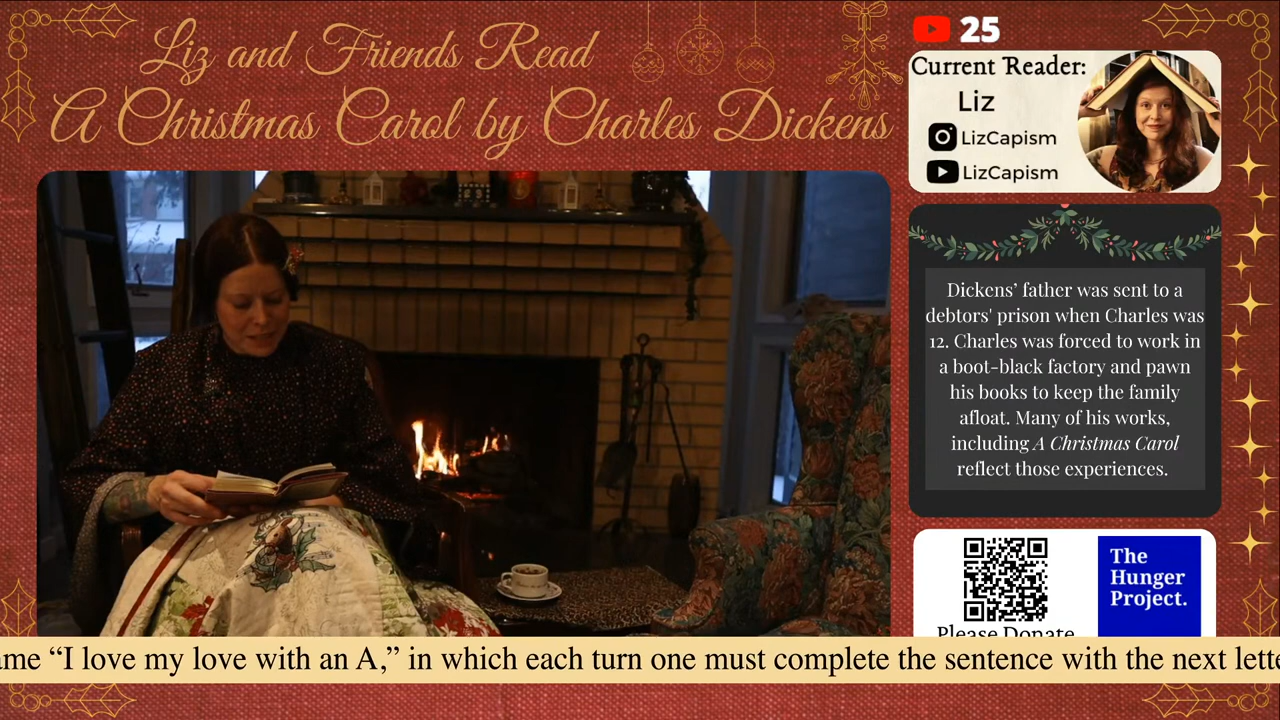 Liz and Friends Read
A Christmas Carol by Charles Dickens
25
Current Reader:
Liz
LizCapism
LizCapism
Dickens’ father was sent to a
debtors' prison when Charles was
12. Charles was forced to work in
a boot-black factory and pawn
his books to keep the family
afloat. Many of his works,
including A Christmas Carol
reflect those experiences.
The
Hunger
Project.
Please Donate
ame “I love my love with an A,” in which each turn one must complete the sentence with the next lette